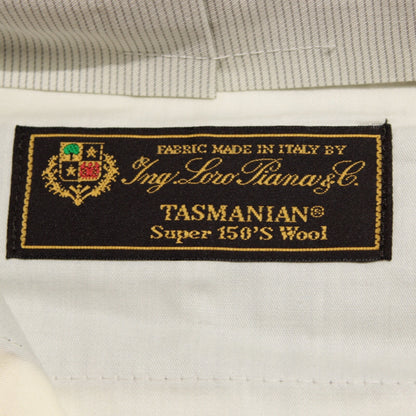 FABRIC MADE IN ITALY BY
Ing. Loro Piana & C.
TASMANIAN®
Super 150'S Wool